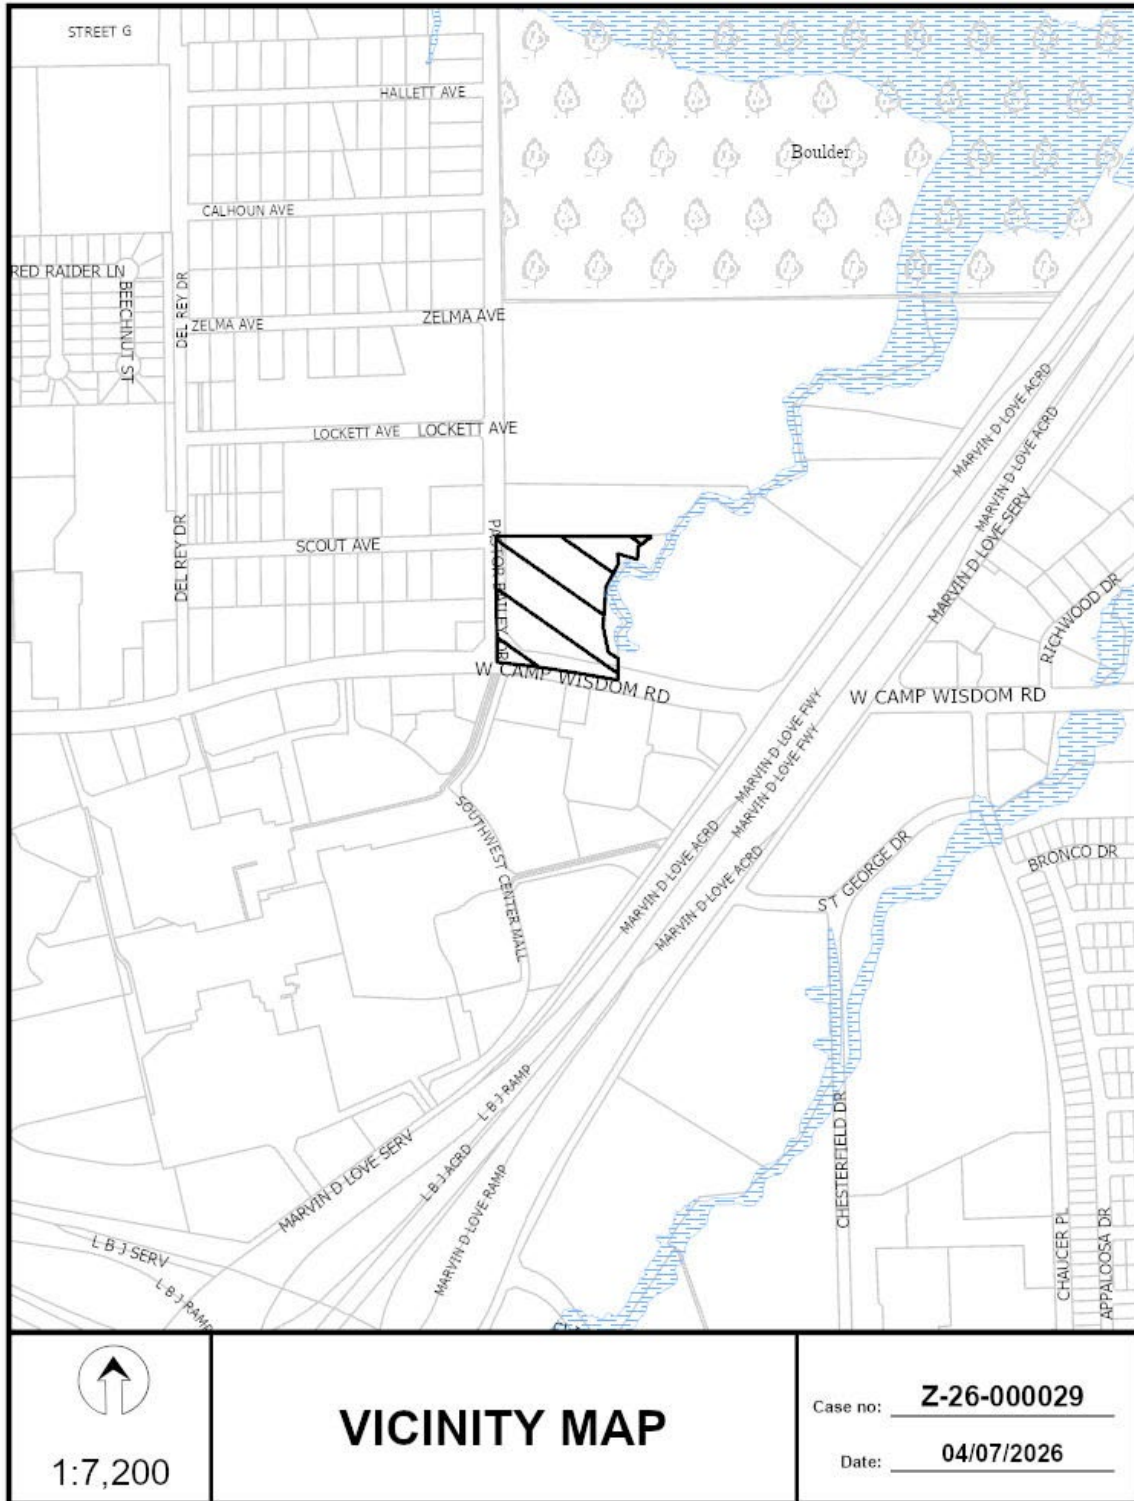 STREET G
HALLETT AVE
Boulder
CALHOUN AVE
RED RAIDER LN
BEECHNUT ST
DEL REY DR
ZELMA AVE
ZELMA AVE
LOCKETT AVE
LOCKETT AVE
MARVIN D LOVE ACRD
MARVIN D LOVE ACRD
MARVIN D LOVE SERV
DEL REY DR
SCOUT AVE
PASTOR BAILEY DR
RICHWOOD DR
W CAMP WISDOM RD
W CAMP WISDOM RD
MARVIN D LOVE FWY
MARVIN D LOVE FWY
SOUTHWEST CENTER MALL
MARVIN D LOVE ACRD
MARVIN D LOVE ACRD
ST GEORGE DR
BRONCO DR
L B J RAMP
MARVIN D LOVE SERV
L B J ACRD
MARVIN D LOVE RAMP
CHESTERFIELD DR
CHAUCER PL
APPALOOSA DR
L B J SERV
L B J RAMP
1:7,200
VICINITY MAP
Case no: Z-26-000029
Date: 04/07/2026